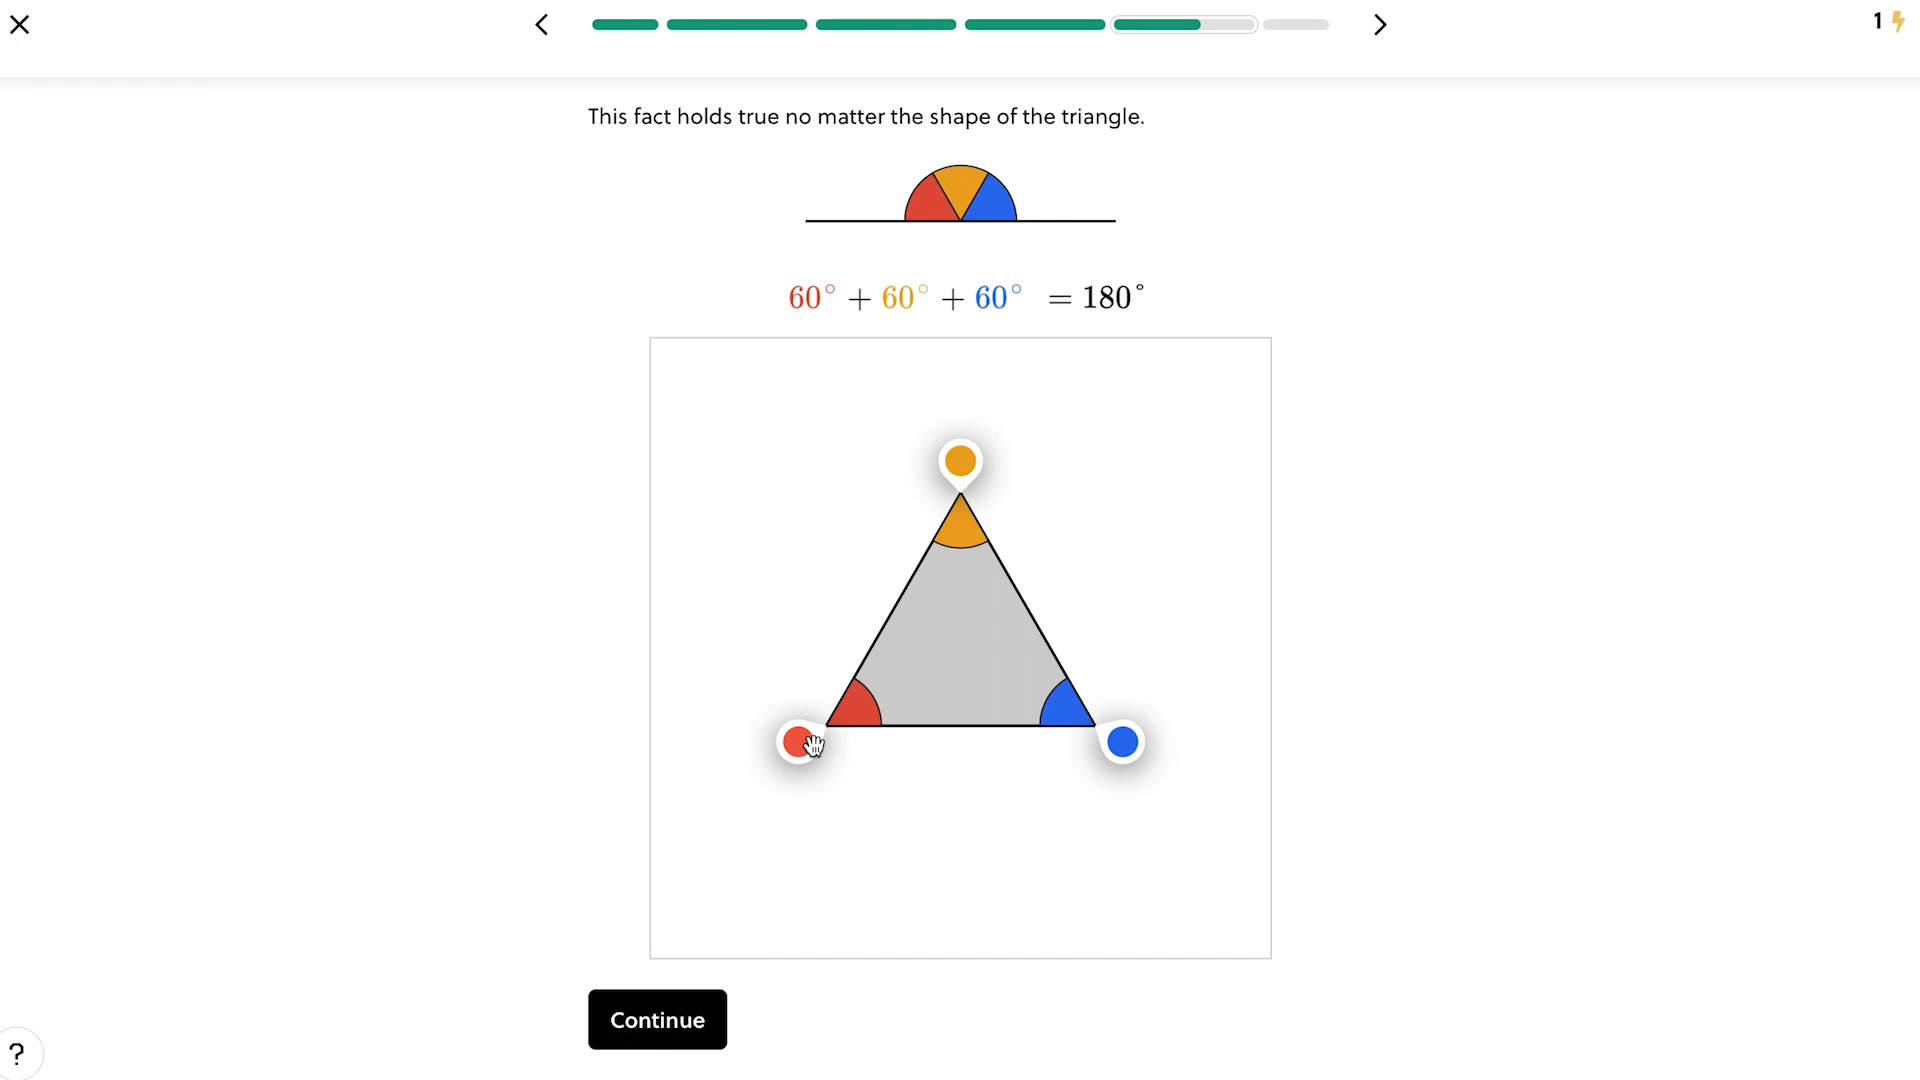 1
This fact holds true no matter the shape of the triangle.
60° + 60° + 60° = 180°
Continue
?